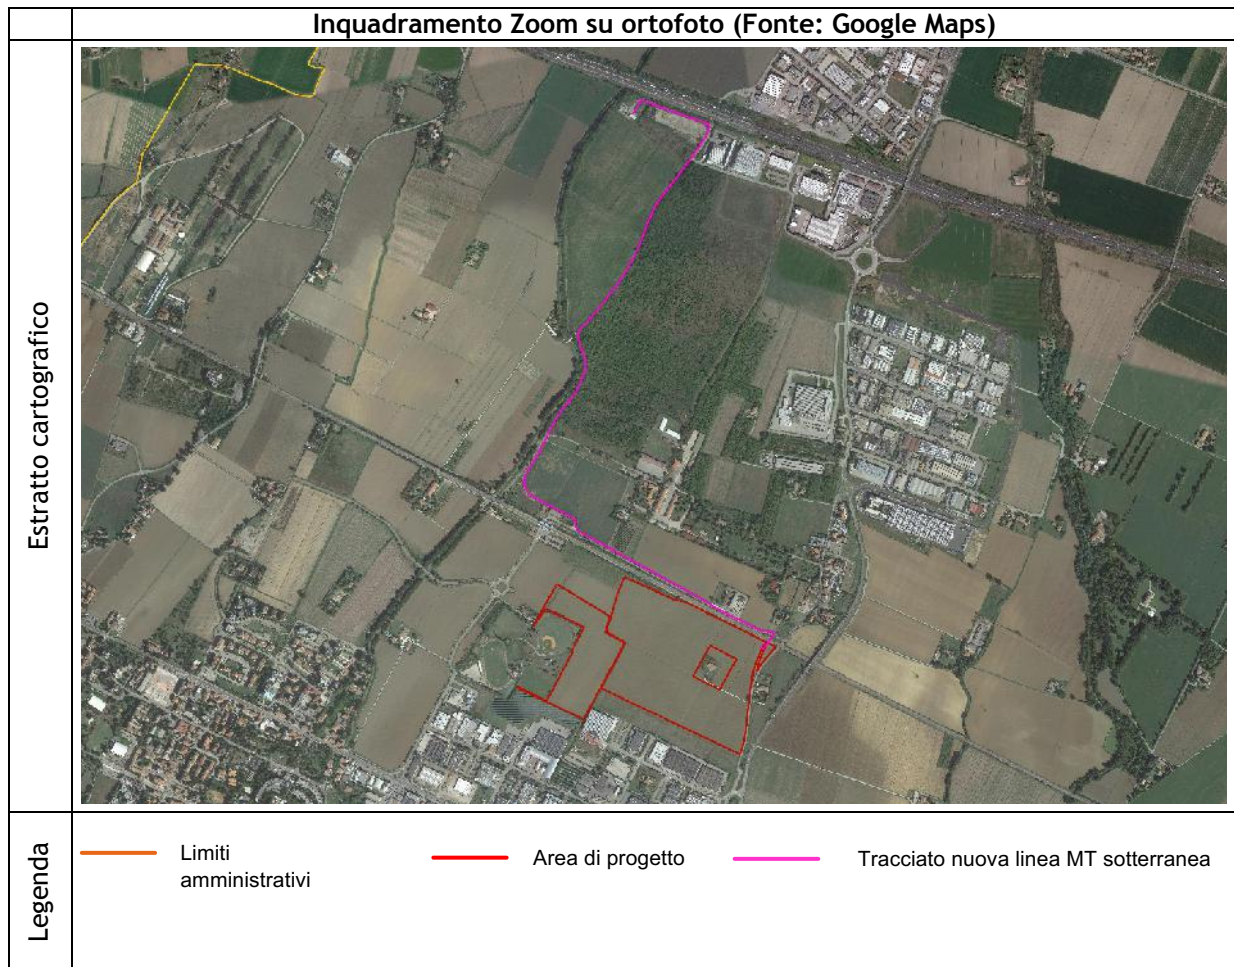 Inquadramento Zoom su ortofoto (Fonte: Google Maps)
Estratto cartografico
Legenda
Limiti
amministrativi
Area di progetto
Tracciato nuova linea MT sotterranea